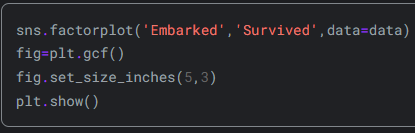 sns.factorplot('Embarked','Survived',data=data)
fig=plt.gcf()
fig.set_size_inches(5,3)
plt.show()